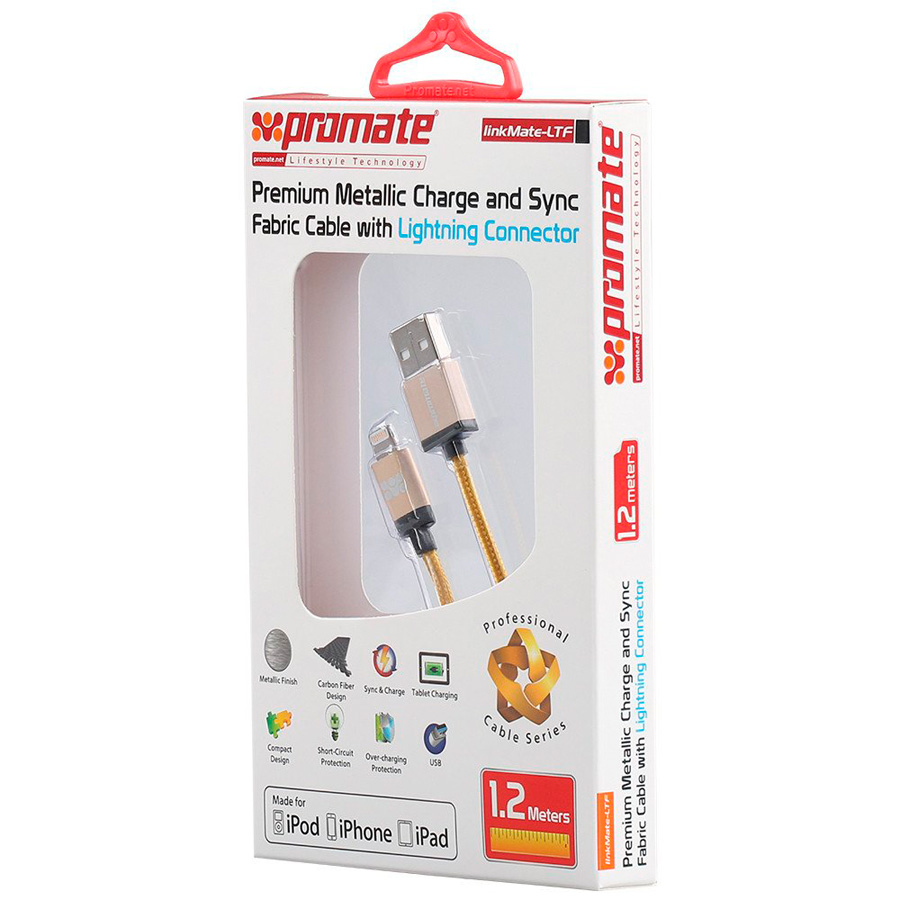 Promate.net
promate®
linkMate-LTF
promate.net Lifestyle Technology
Premium Metallic Charge and Sync
Fabric Cable with Lightning Connector
promate
Metallic Finish
Carbon Fiber
Design
Sync & Charge
Tablet Charging
Compact
Design
Short-Circuit
Protection
Over-charging
Protection
USB
Professional
Cable Series
Made for
iPod iPhone iPad
1.2 Meters
promate®
promate.net Lifestyle Technology
1.2 meters
linkMate-LTF
Premium Metallic Charge and Sync
Fabric Cable with Lightning Connector